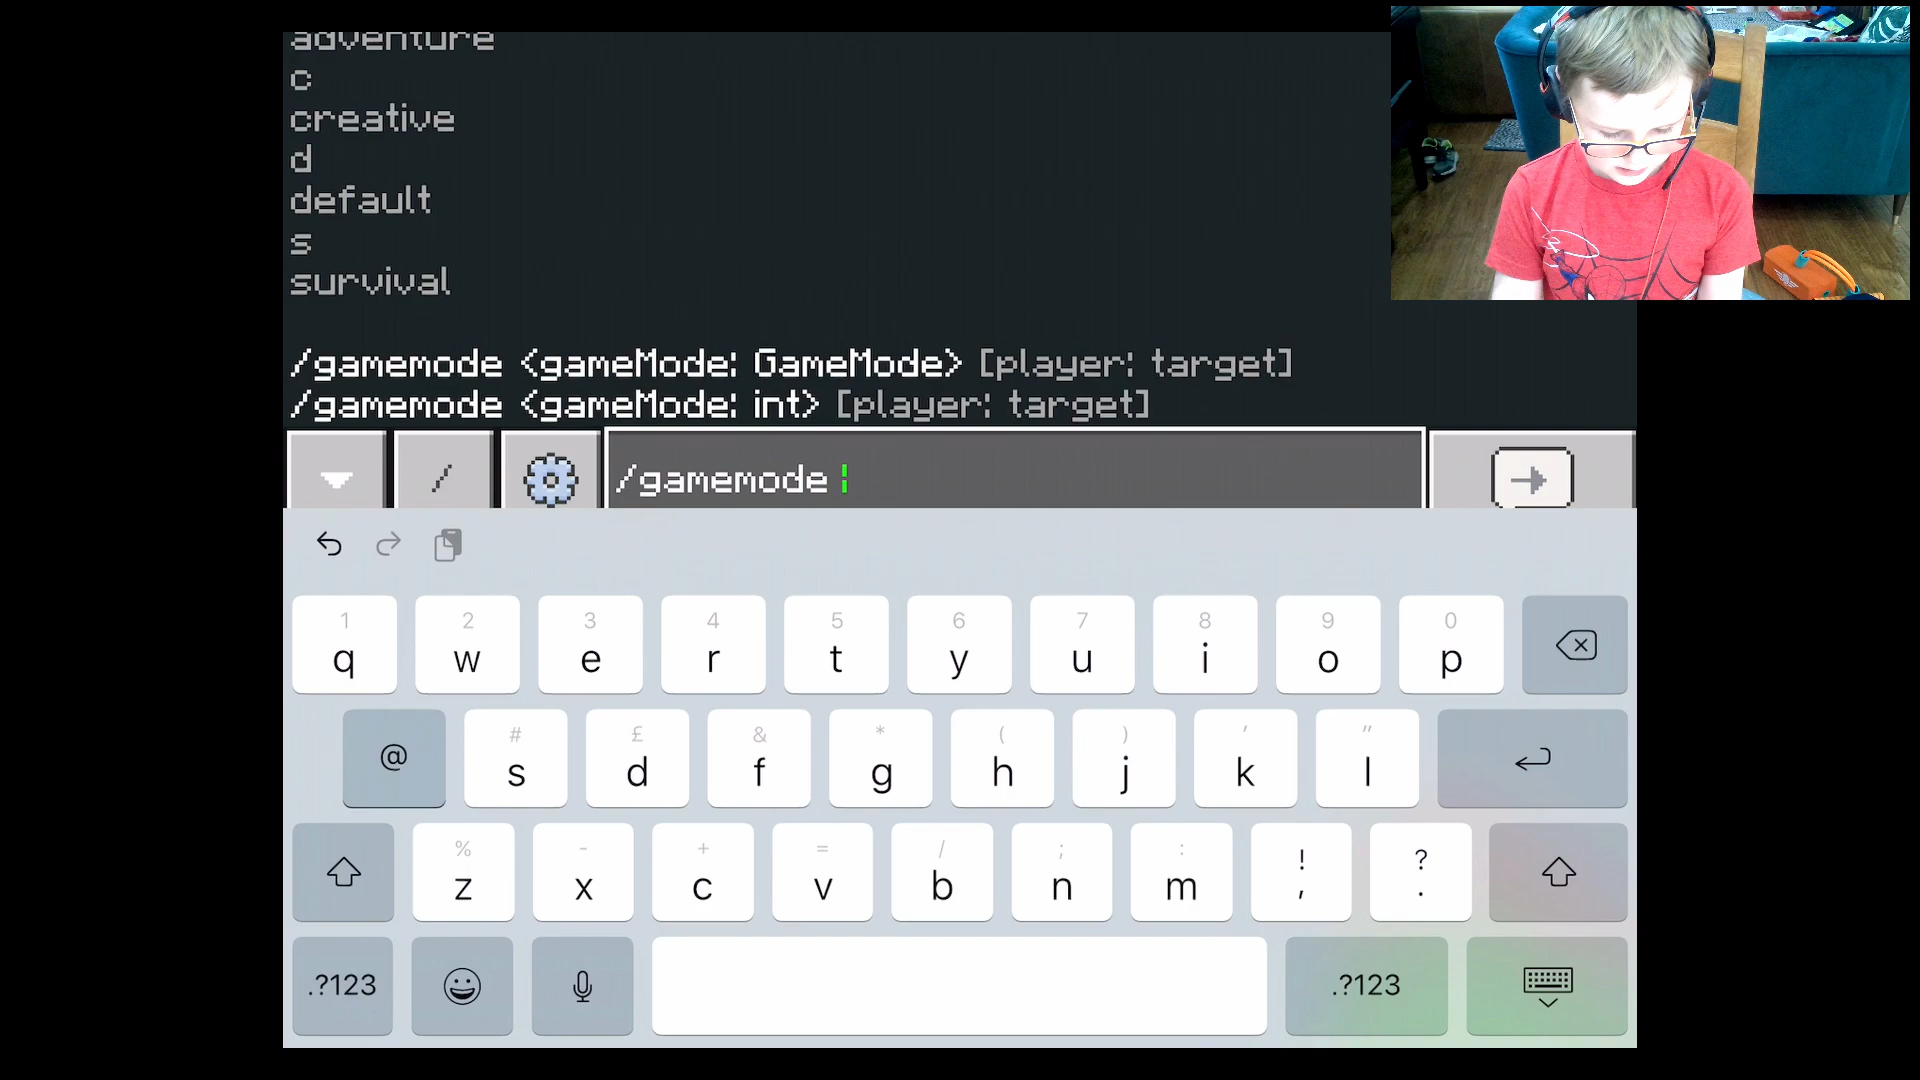 adventure
c
creative
d
default
s
survival
/gamemode <gameMode: GameMode> [player: target]
/gamemode <gameMode: int> [player: target]
/
/gamemode
1 2 3 4 5 6 7 8 9 0
q w e r t y u i o p
# £ & * ( ) ' "
@ s d f g h j k l
% - + = / ; : ! ?
z x c v b n m , .
.?123 .?123